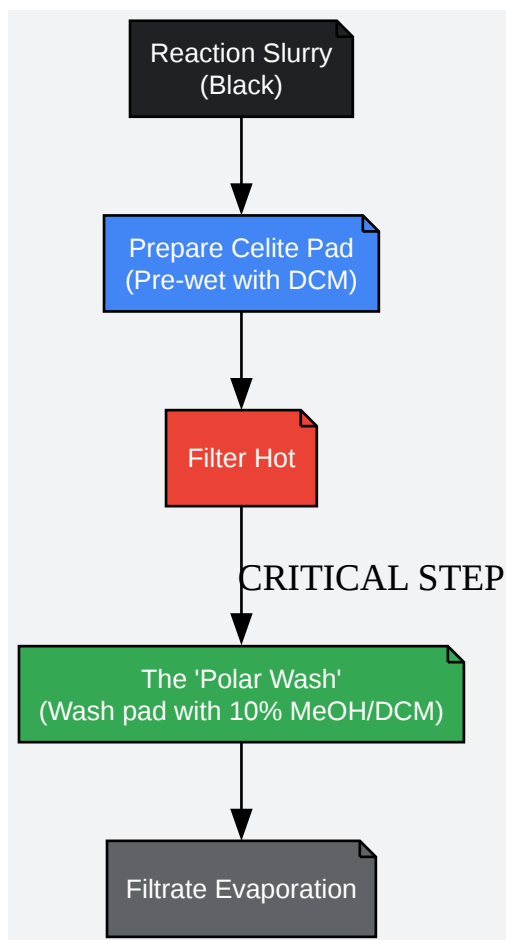 Reaction Slurry
(Black)
Prepare Celite Pad
(Pre-wet with DCM)
Filter Hot
CRITICAL STEP
The 'Polar Wash'
(Wash pad with 10% MeOH/DCM)
Filtrate Evaporation